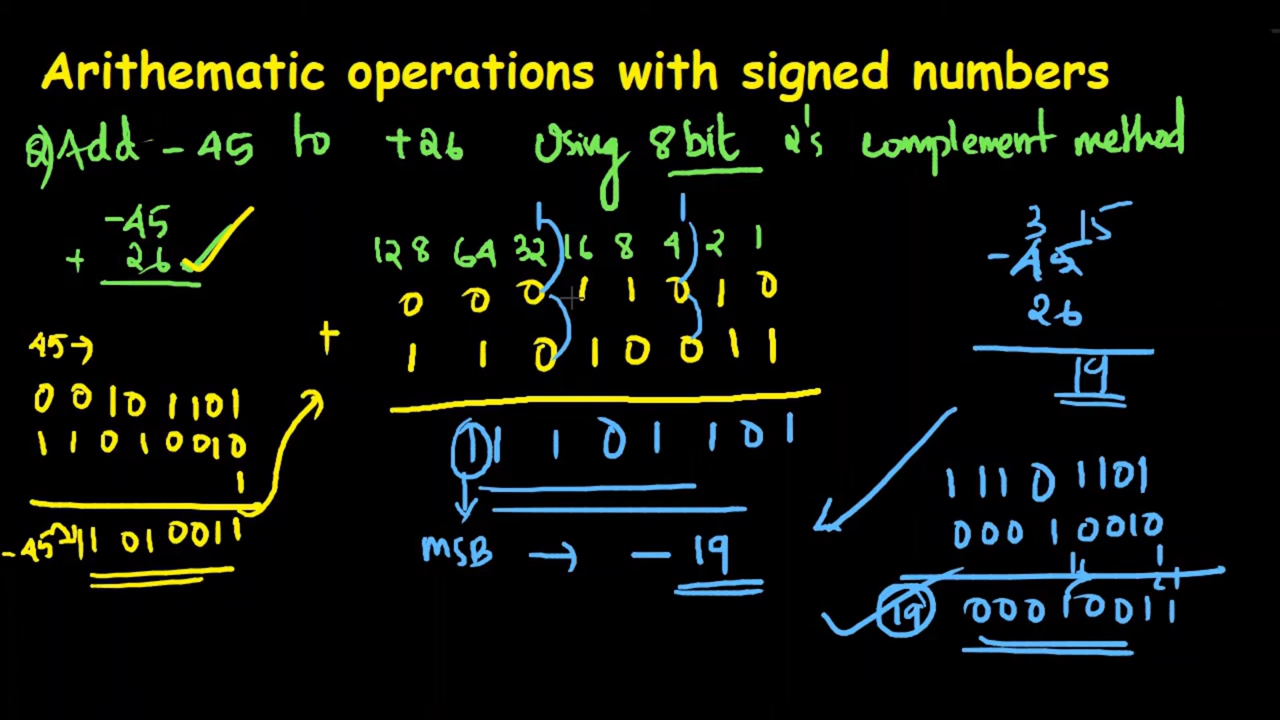 Arithematic operations with signed numbers
Q) Add - 45 to +26 Using 8 bit 2's complement method
-45
+ 26
45→
0 0 1 0 1 1 0 1
1 1 0 1 0 0 1 0
1
-45→ 1 1 0 1 0 0 1 1
1 1
128 64 32 16 8 4 2 1
0 0 0 1 1 0 1 0
+ 1 1 0 1 0 0 1 1
1 1 1 0 1 1 0 1
MSB → - 19
3 15
-45
26
19
1 1 1 0 1 1 0 1
0 0 0 1 0 0 1 0
1
19 0 0 0 1 0 0 1 1